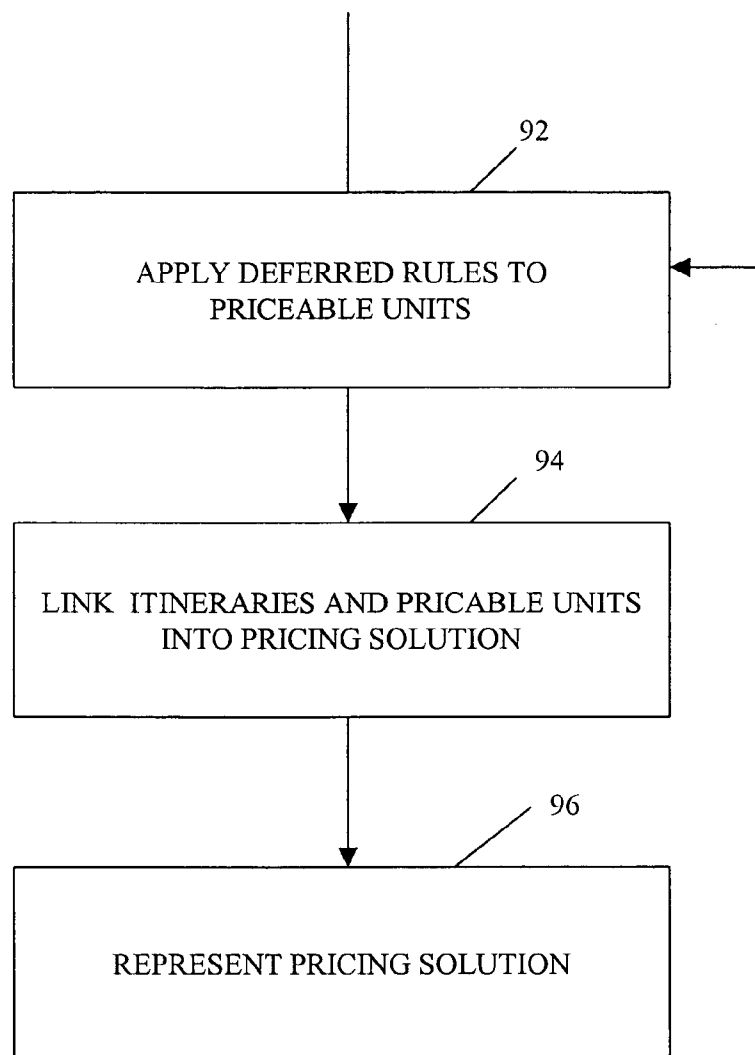 92
APPLY DEFERRED RULES TO
PRICEABLE UNITS
94
LINK ITINERARIES AND PRICABLE UNITS
INTO PRICING SOLUTION
96
REPRESENT PRICING SOLUTION